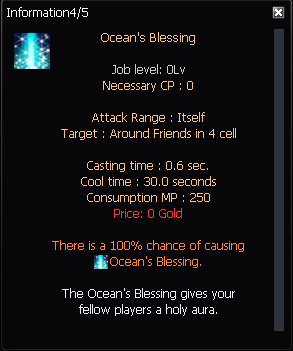 Information4/5
Ocean's Blessing
Job level: 0Lv
Necessary CP : 0
Attack Range : Itself
Target : Around Friends in 4 cell
Casting time : 0.6 sec.
Cool time : 30.0 seconds
Consumption MP : 250
Price: 0 Gold
There is a 100% chance of causing
Ocean's Blessing.
The Ocean's Blessing gives your
fellow players a holy aura.